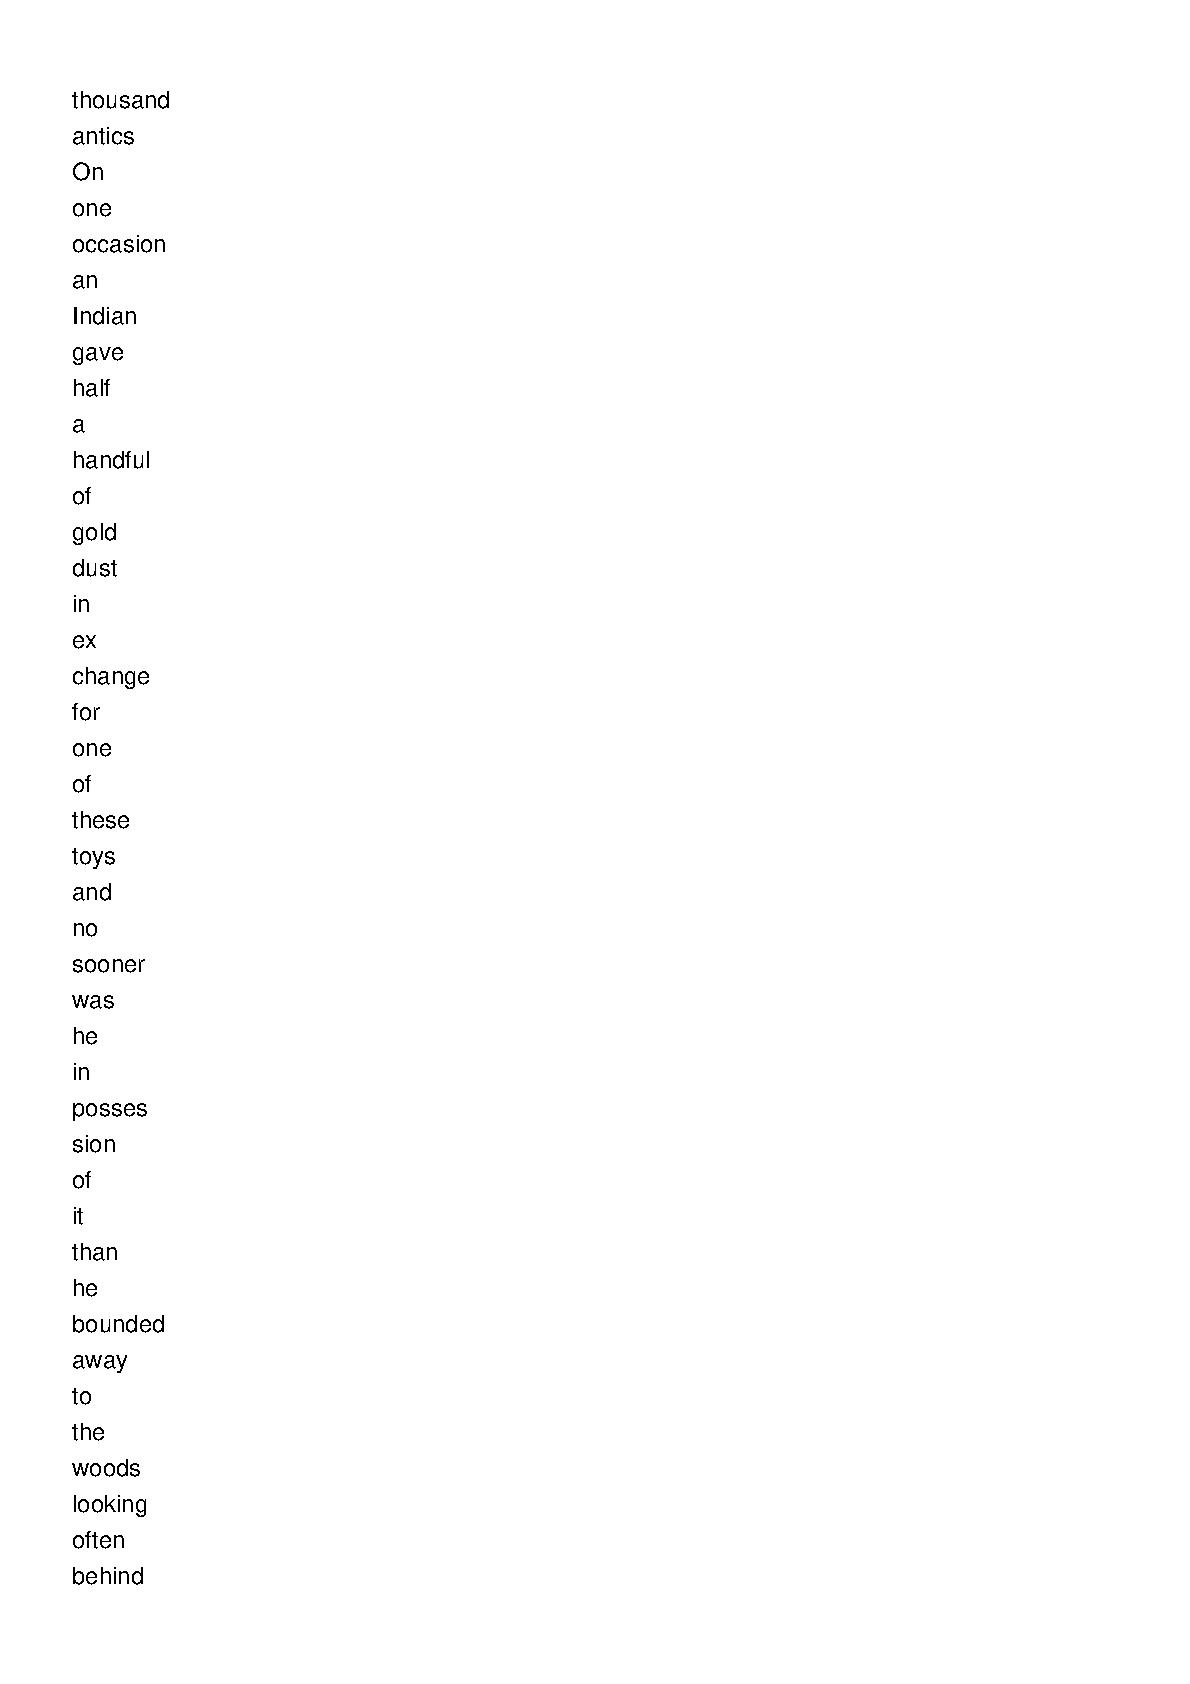 thousand
antics
On
one
occasion
an
Indian
gave
half
a
handful
of
gold
dust
in
ex
change
for
one
of
these
toys
and
no
sooner
was
he
in
posses
sion
of
it
than
he
bounded
away
to
the
woods
looking
often
behind